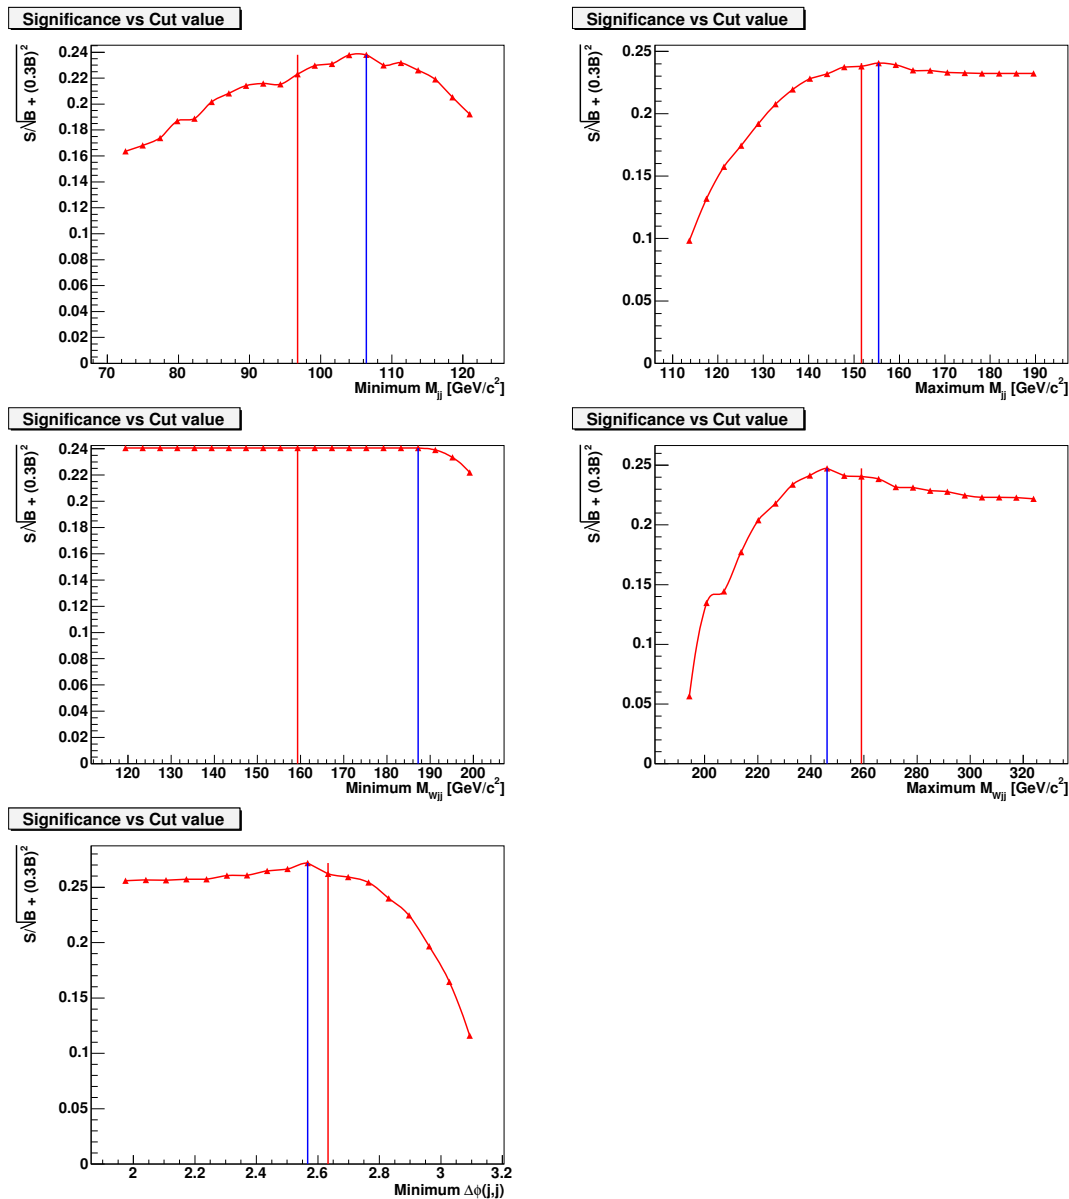 Significance vs Cut value
S/√B + (0.3B)²
0.24
0.22
0.2
0.18
0.16
0.14
0.12
0.1
0.08
0.06
0.04
0.02
0
70 80 90 100 110 120
Minimum M_jj [GeV/c²]
Significance vs Cut value
S/√B + (0.3B)²
0.25
0.2
0.15
0.1
0.05
0
110 120 130 140 150 160 170 180 190
Maximum M_jj [GeV/c²]
Significance vs Cut value
S/√B + (0.3B)²
0.24
0.22
0.2
0.18
0.16
0.14
0.12
0.1
0.08
0.06
0.04
0.02
0
120 130 140 150 160 170 180 190 200
Minimum M_Wjj [GeV/c²]
Significance vs Cut value
S/√B + (0.3B)²
0.25
0.2
0.15
0.1
0.05
0
200 220 240 260 280 300 320
Maximum M_Wjj [GeV/c²]
Significance vs Cut value
S/√B + (0.3B)²
0.25
0.2
0.15
0.1
0.05
0
2 2.2 2.4 2.6 2.8 3 3.2
Minimum Δϕ(j,j)